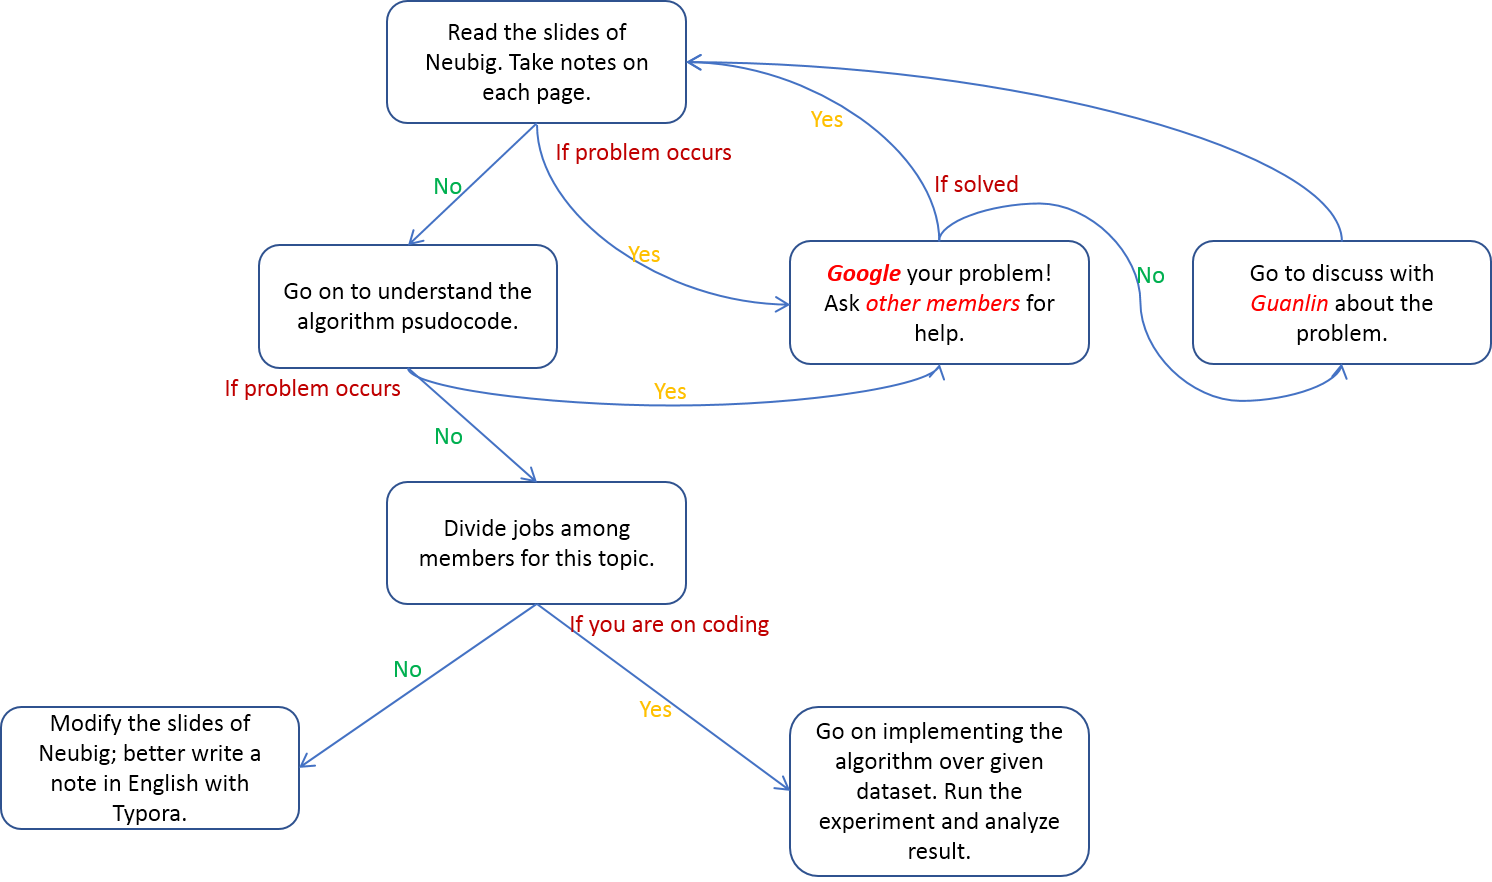 Read the slides of
Neubig. Take notes on
each page.
Yes
If problem occurs
No
If solved
Yes
Go on to understand the
algorithm psudocode.
Google your problem!
Ask other members for
help.
No
Go to discuss with
Guanlin about the
problem.
If problem occurs
Yes
No
Divide jobs among
members for this topic.
If you are on coding
No
Yes
Modify the slides of
Neubig; better write a
note in English with
Typora.
Go on implementing the
algorithm over given
dataset. Run the
experiment and analyze
result.